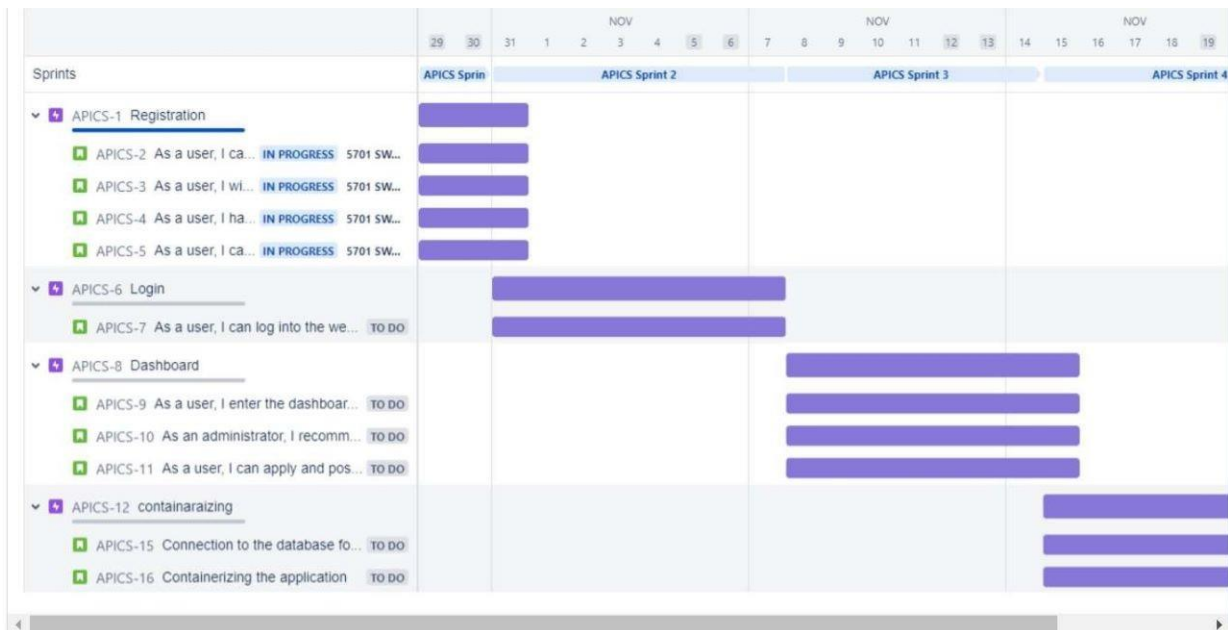 NOV NOV NOV
29 30 31 1 2 3 4 5 6 7 8 9 10 11 12 13 14 15 16 17 18 19
Sprints APICS Sprin APICS Sprint 2 APICS Sprint 3 APICS Sprint 4
APICS-1 Registration
APICS-2 As a user, I ca... IN PROGRESS 5701 SW...
APICS-3 As a user, I wi... IN PROGRESS 5701 SW...
APICS-4 As a user, I ha... IN PROGRESS 5701 SW...
APICS-5 As a user, I ca... IN PROGRESS 5701 SW...
APICS-6 Login
APICS-7 As a user, I can log into the we... TO DO
APICS-8 Dashboard
APICS-9 As a user, I enter the dashboar... TO DO
APICS-10 As an administrator, I recomm... TO DO
APICS-11 As a user, I can apply and pos... TO DO
APICS-12 containaraizing
APICS-15 Connection to the database fo... TO DO
APICS-16 Containerizing the application TO DO